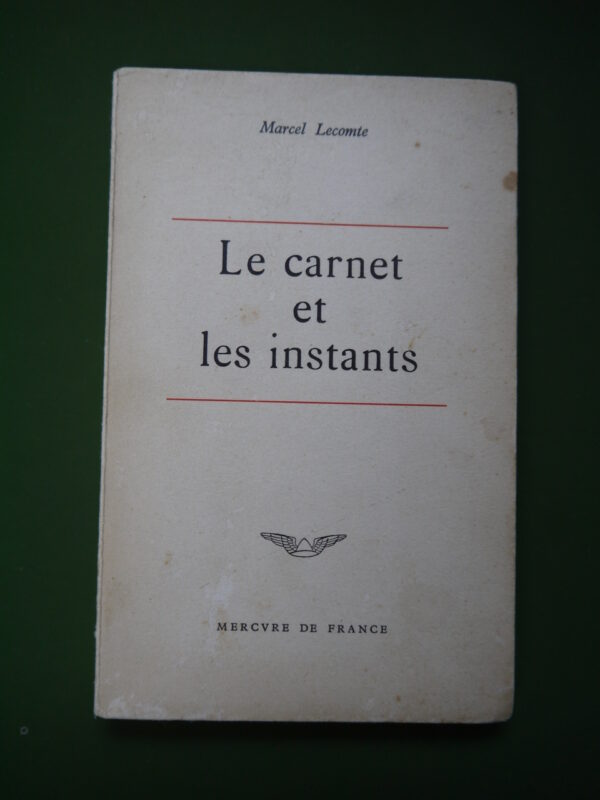 Marcel Lecomte
Le carnet
et
les instants
MERCVRE DE FRANCE